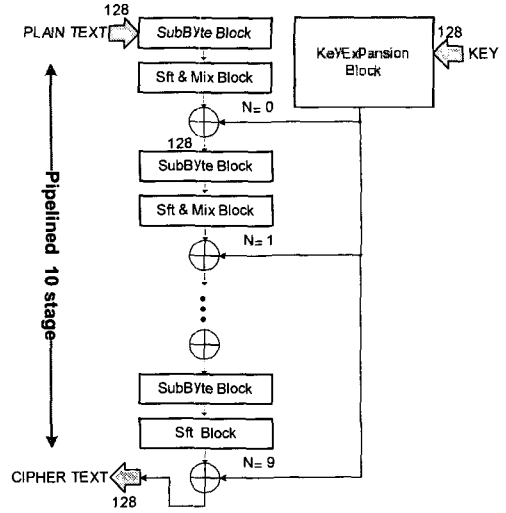 128
PLAIN TEXT
SubByte Block
KeyExPansion
Block
128
KEY
Sft & Mix Block
N= 0
128
SubByte Block
Sft & Mix Block
N= 1
Pipelined 10 stage
SubByte Block
Sft Block
N= 9
CIPHER TEXT
128